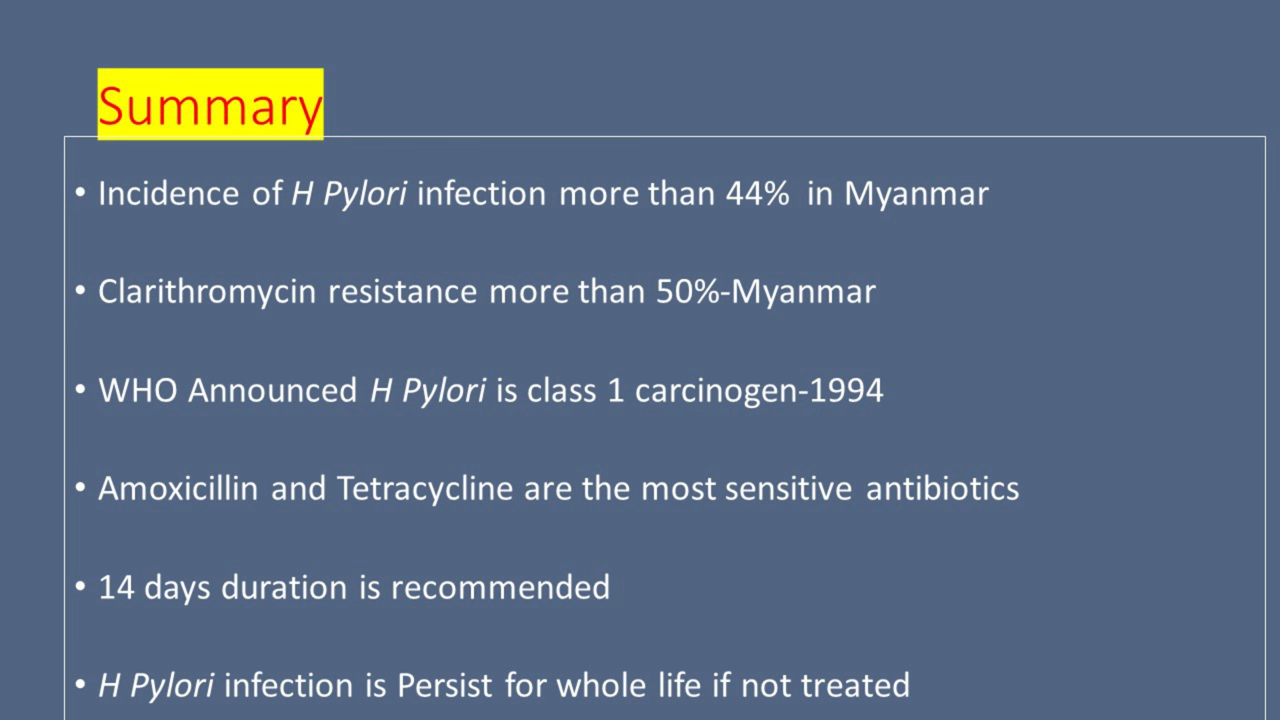 Summary
• Incidence of H Pylori infection more than 44% in Myanmar
• Clarithromycin resistance more than 50%-Myanmar
• WHO Announced H Pylori is class 1 carcinogen-1994
• Amoxicillin and Tetracycline are the most sensitive antibiotics
• 14 days duration is recommended
• H Pylori infection is Persist for whole life if not treated